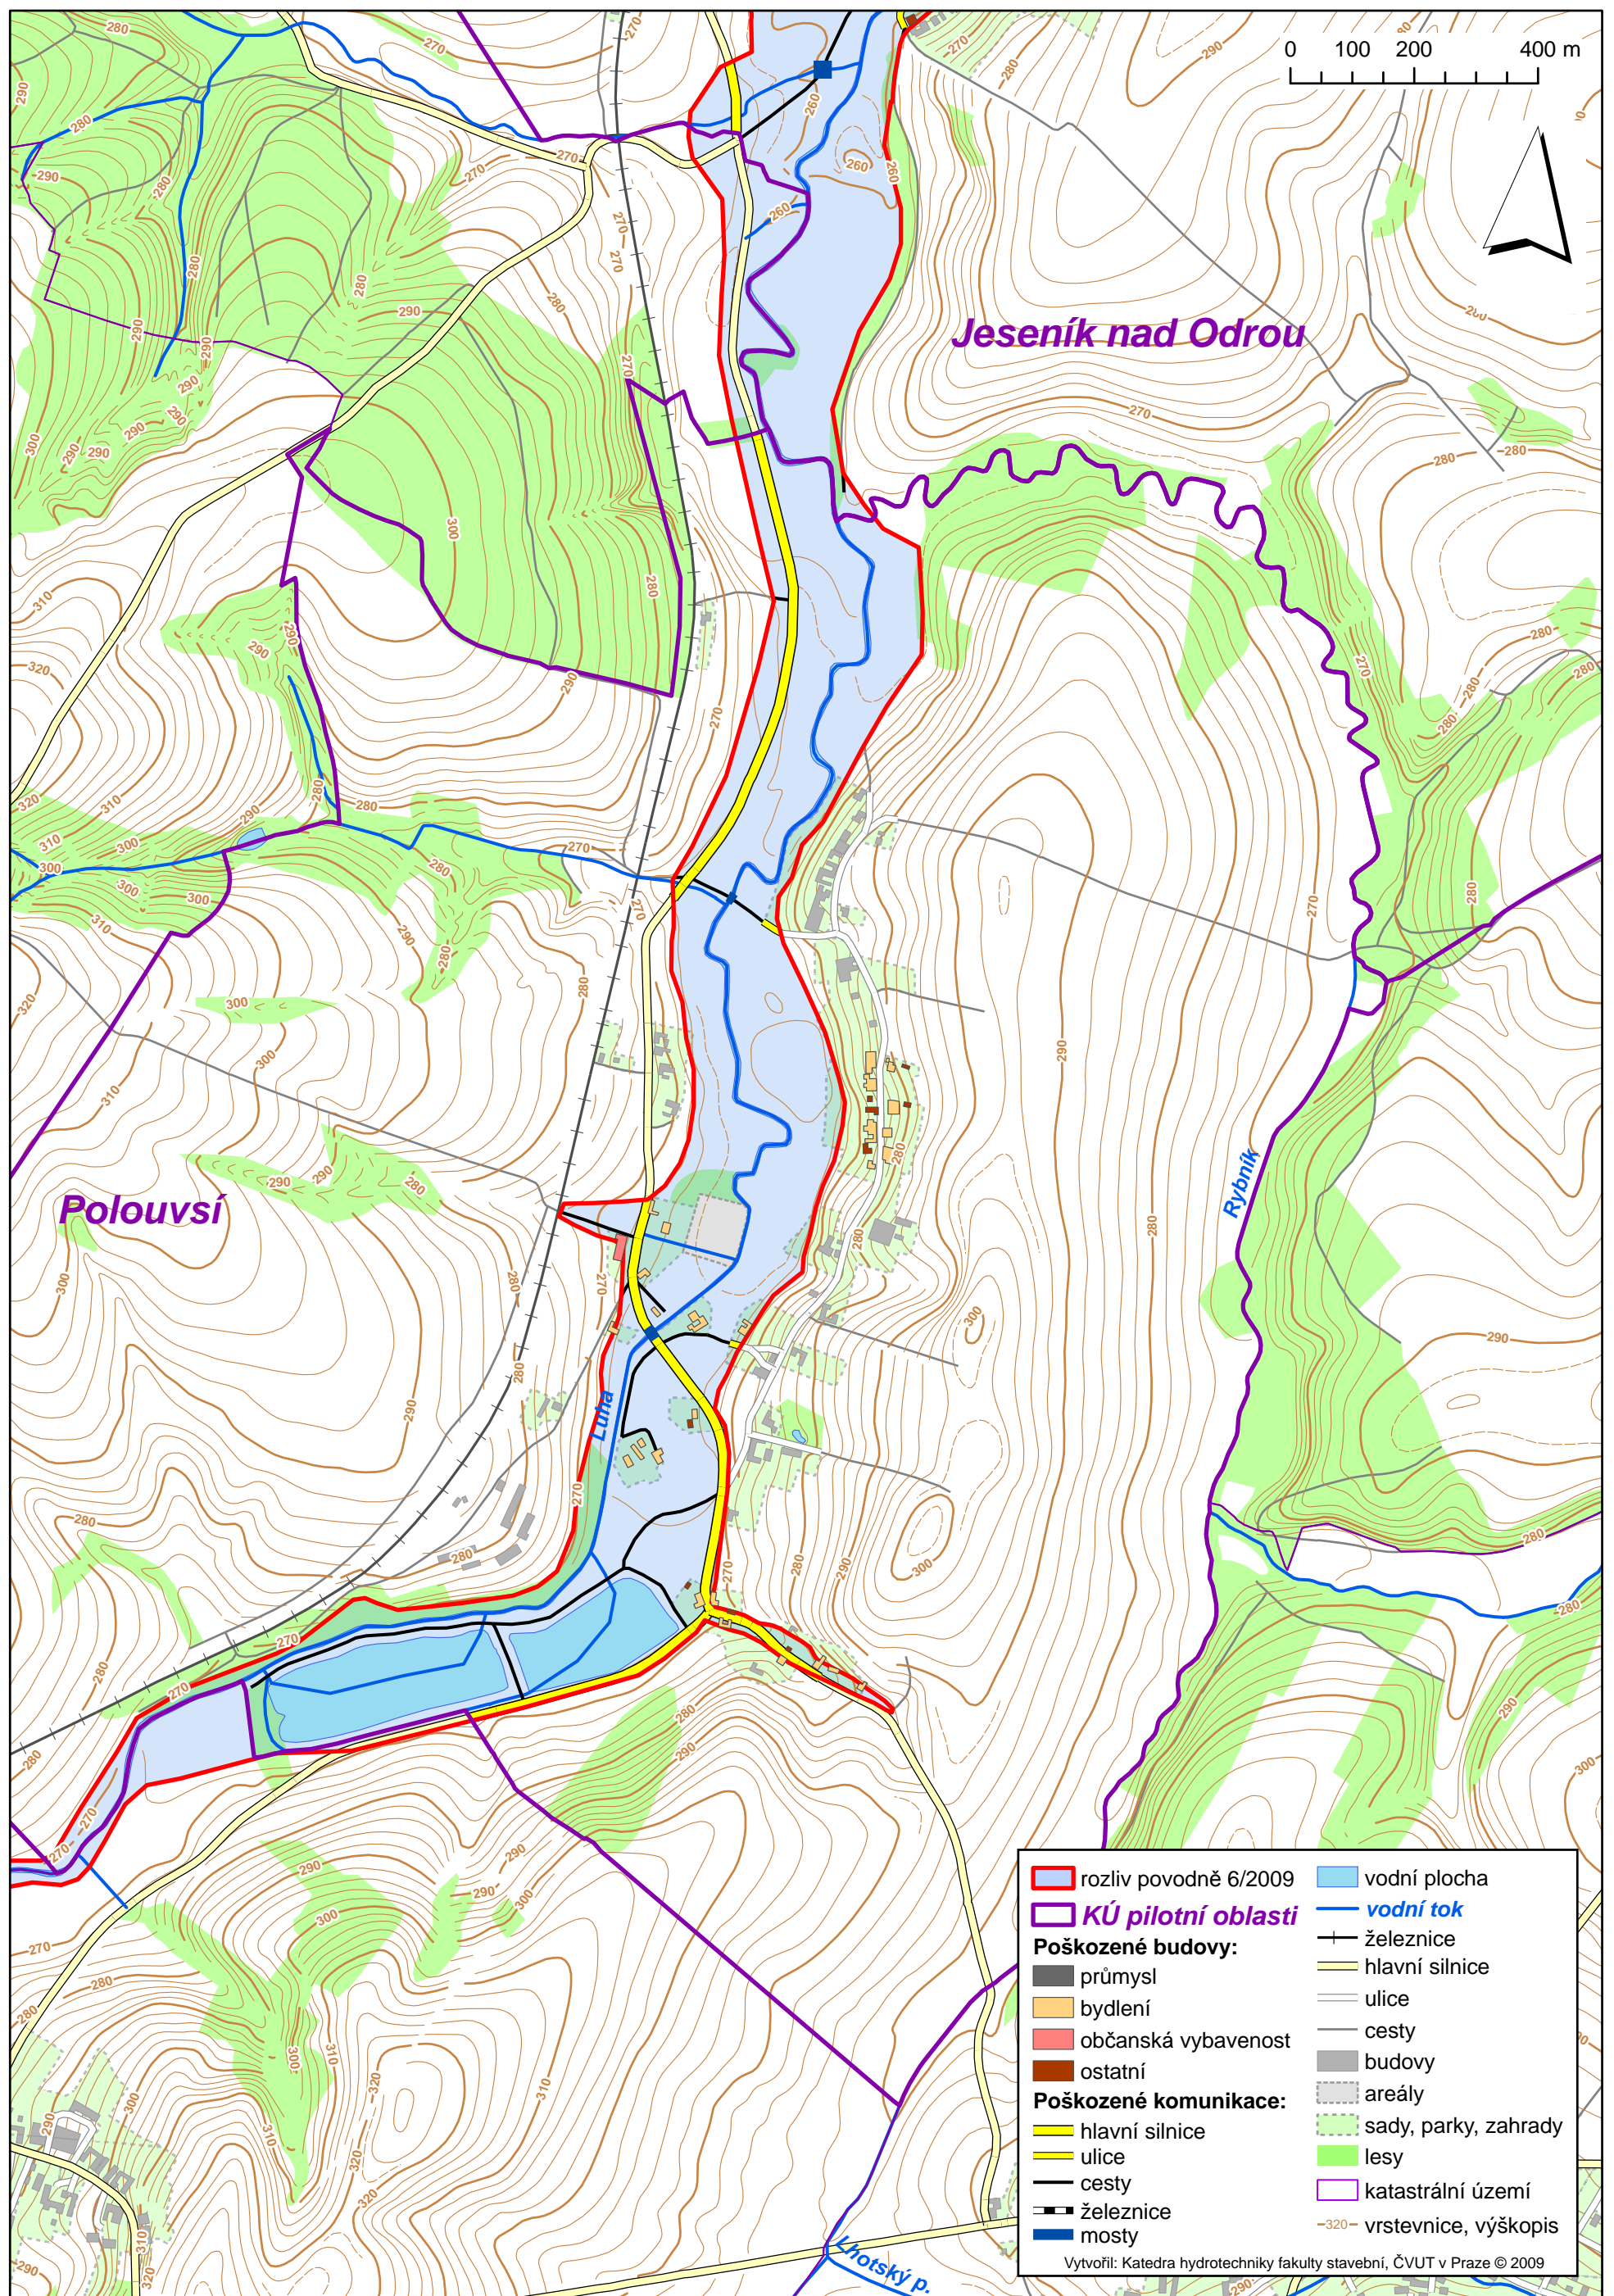 0 100 200 400 m
Jeseník nad Odrou
Polouvsí
Rybník
Luha
Lhotský p.
rozliv povodně 6/2009
KÚ pilotní oblasti
Poškozené budovy:
průmysl
bydlení
občanská vybavenost
ostatní
Poškozené komunikace:
hlavní silnice
ulice
cesty
železnice
mosty
vodní plocha
vodní tok
železnice
hlavní silnice
ulice
cesty
budovy
areály
sady, parky, zahrady
lesy
katastrální území
320 vrstevnice, výškopis
Vytvořil: Katedra hydrotechniky fakulty stavební, ČVUT v Praze © 2009